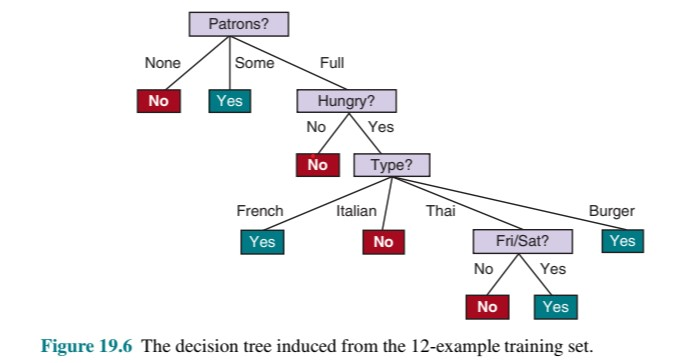 Patrons?
None Some Full
No Yes Hungry?
No Yes
No Type?
French Italian Thai Burger
Yes No Fri/Sat? Yes
No Yes
No Yes
Figure 19.6 The decision tree induced from the 12-example training set.